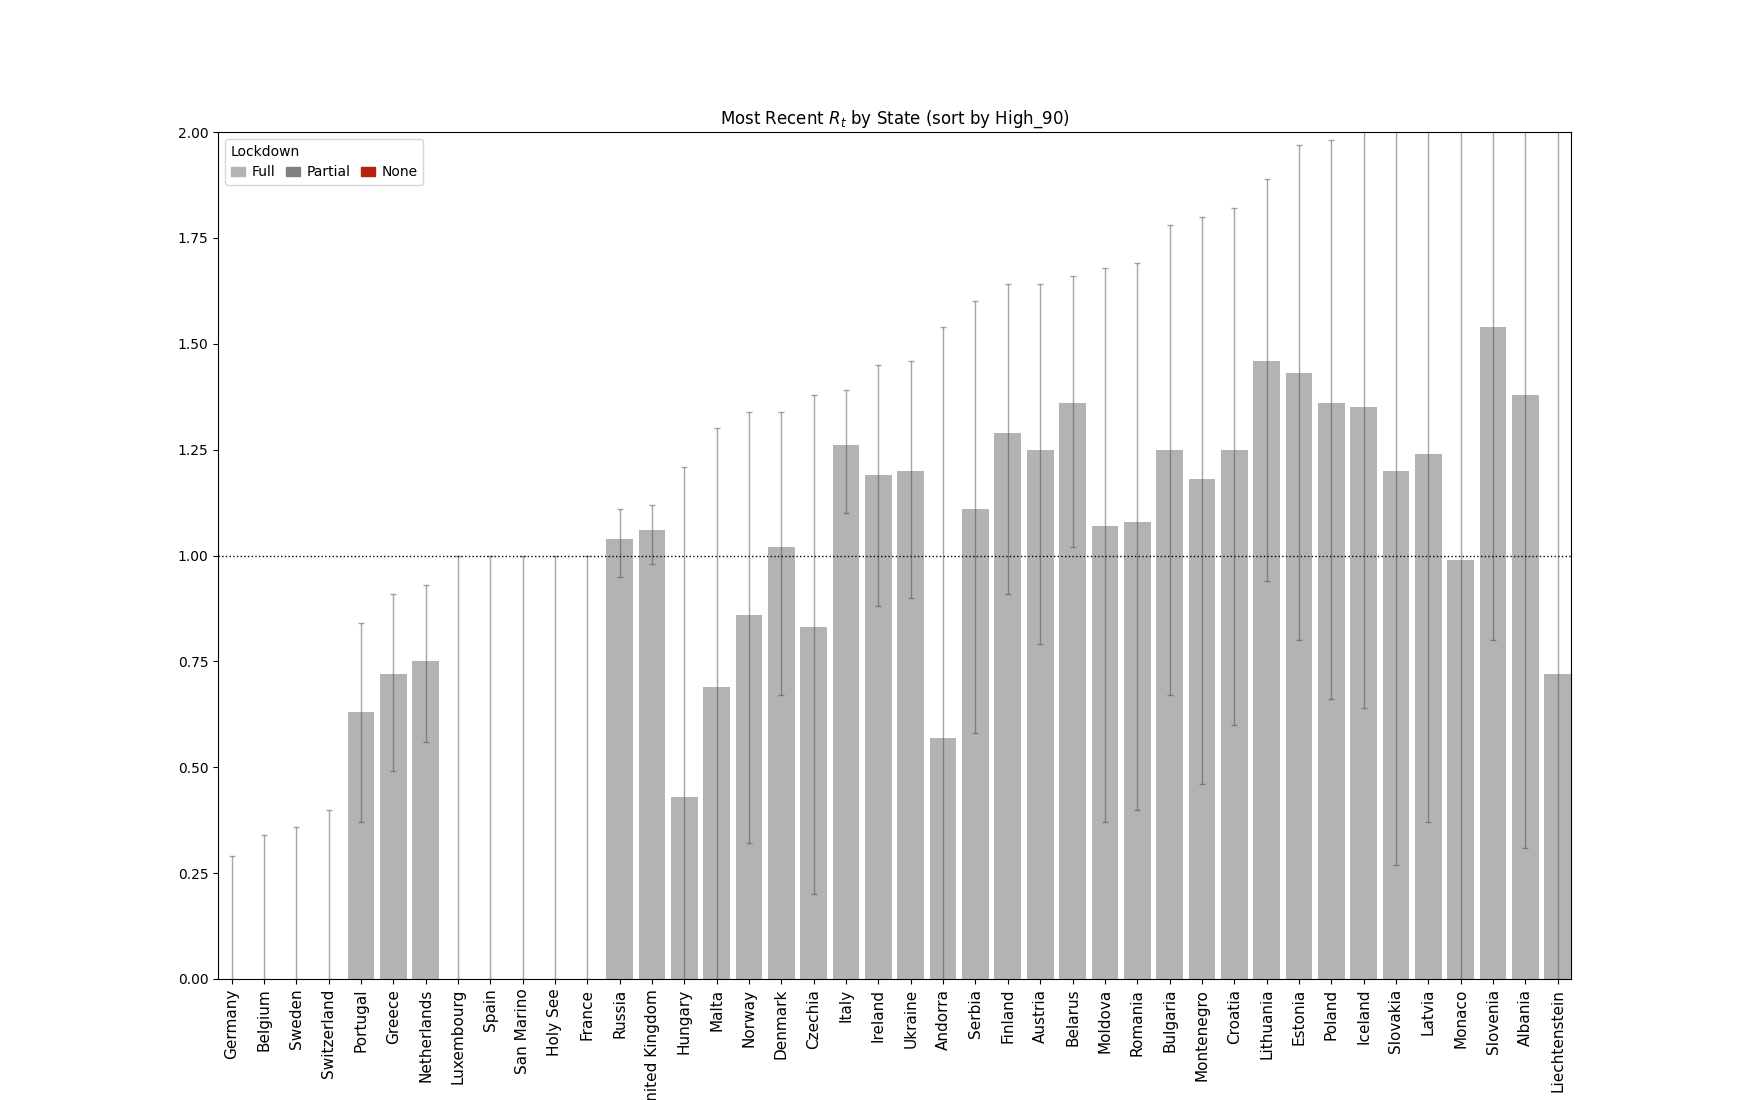 Most Recent Rt by State (sort by High_90)
Lockdown
Full Partial None
2.00
1.75
1.50
1.25
1.00
0.75
0.50
0.25
0.00
Germany
Belgium
Sweden
Switzerland
Portugal
Greece
Netherlands
Luxembourg
Spain
San Marino
Holy See
France
Russia
nited Kingdom
Hungary
Malta
Norway
Denmark
Czechia
Italy
Ireland
Ukraine
Andorra
Serbia
Finland
Austria
Belarus
Moldova
Romania
Bulgaria
Montenegro
Croatia
Lithuania
Estonia
Poland
Iceland
Slovakia
Latvia
Monaco
Slovenia
Albania
Liechtenstein